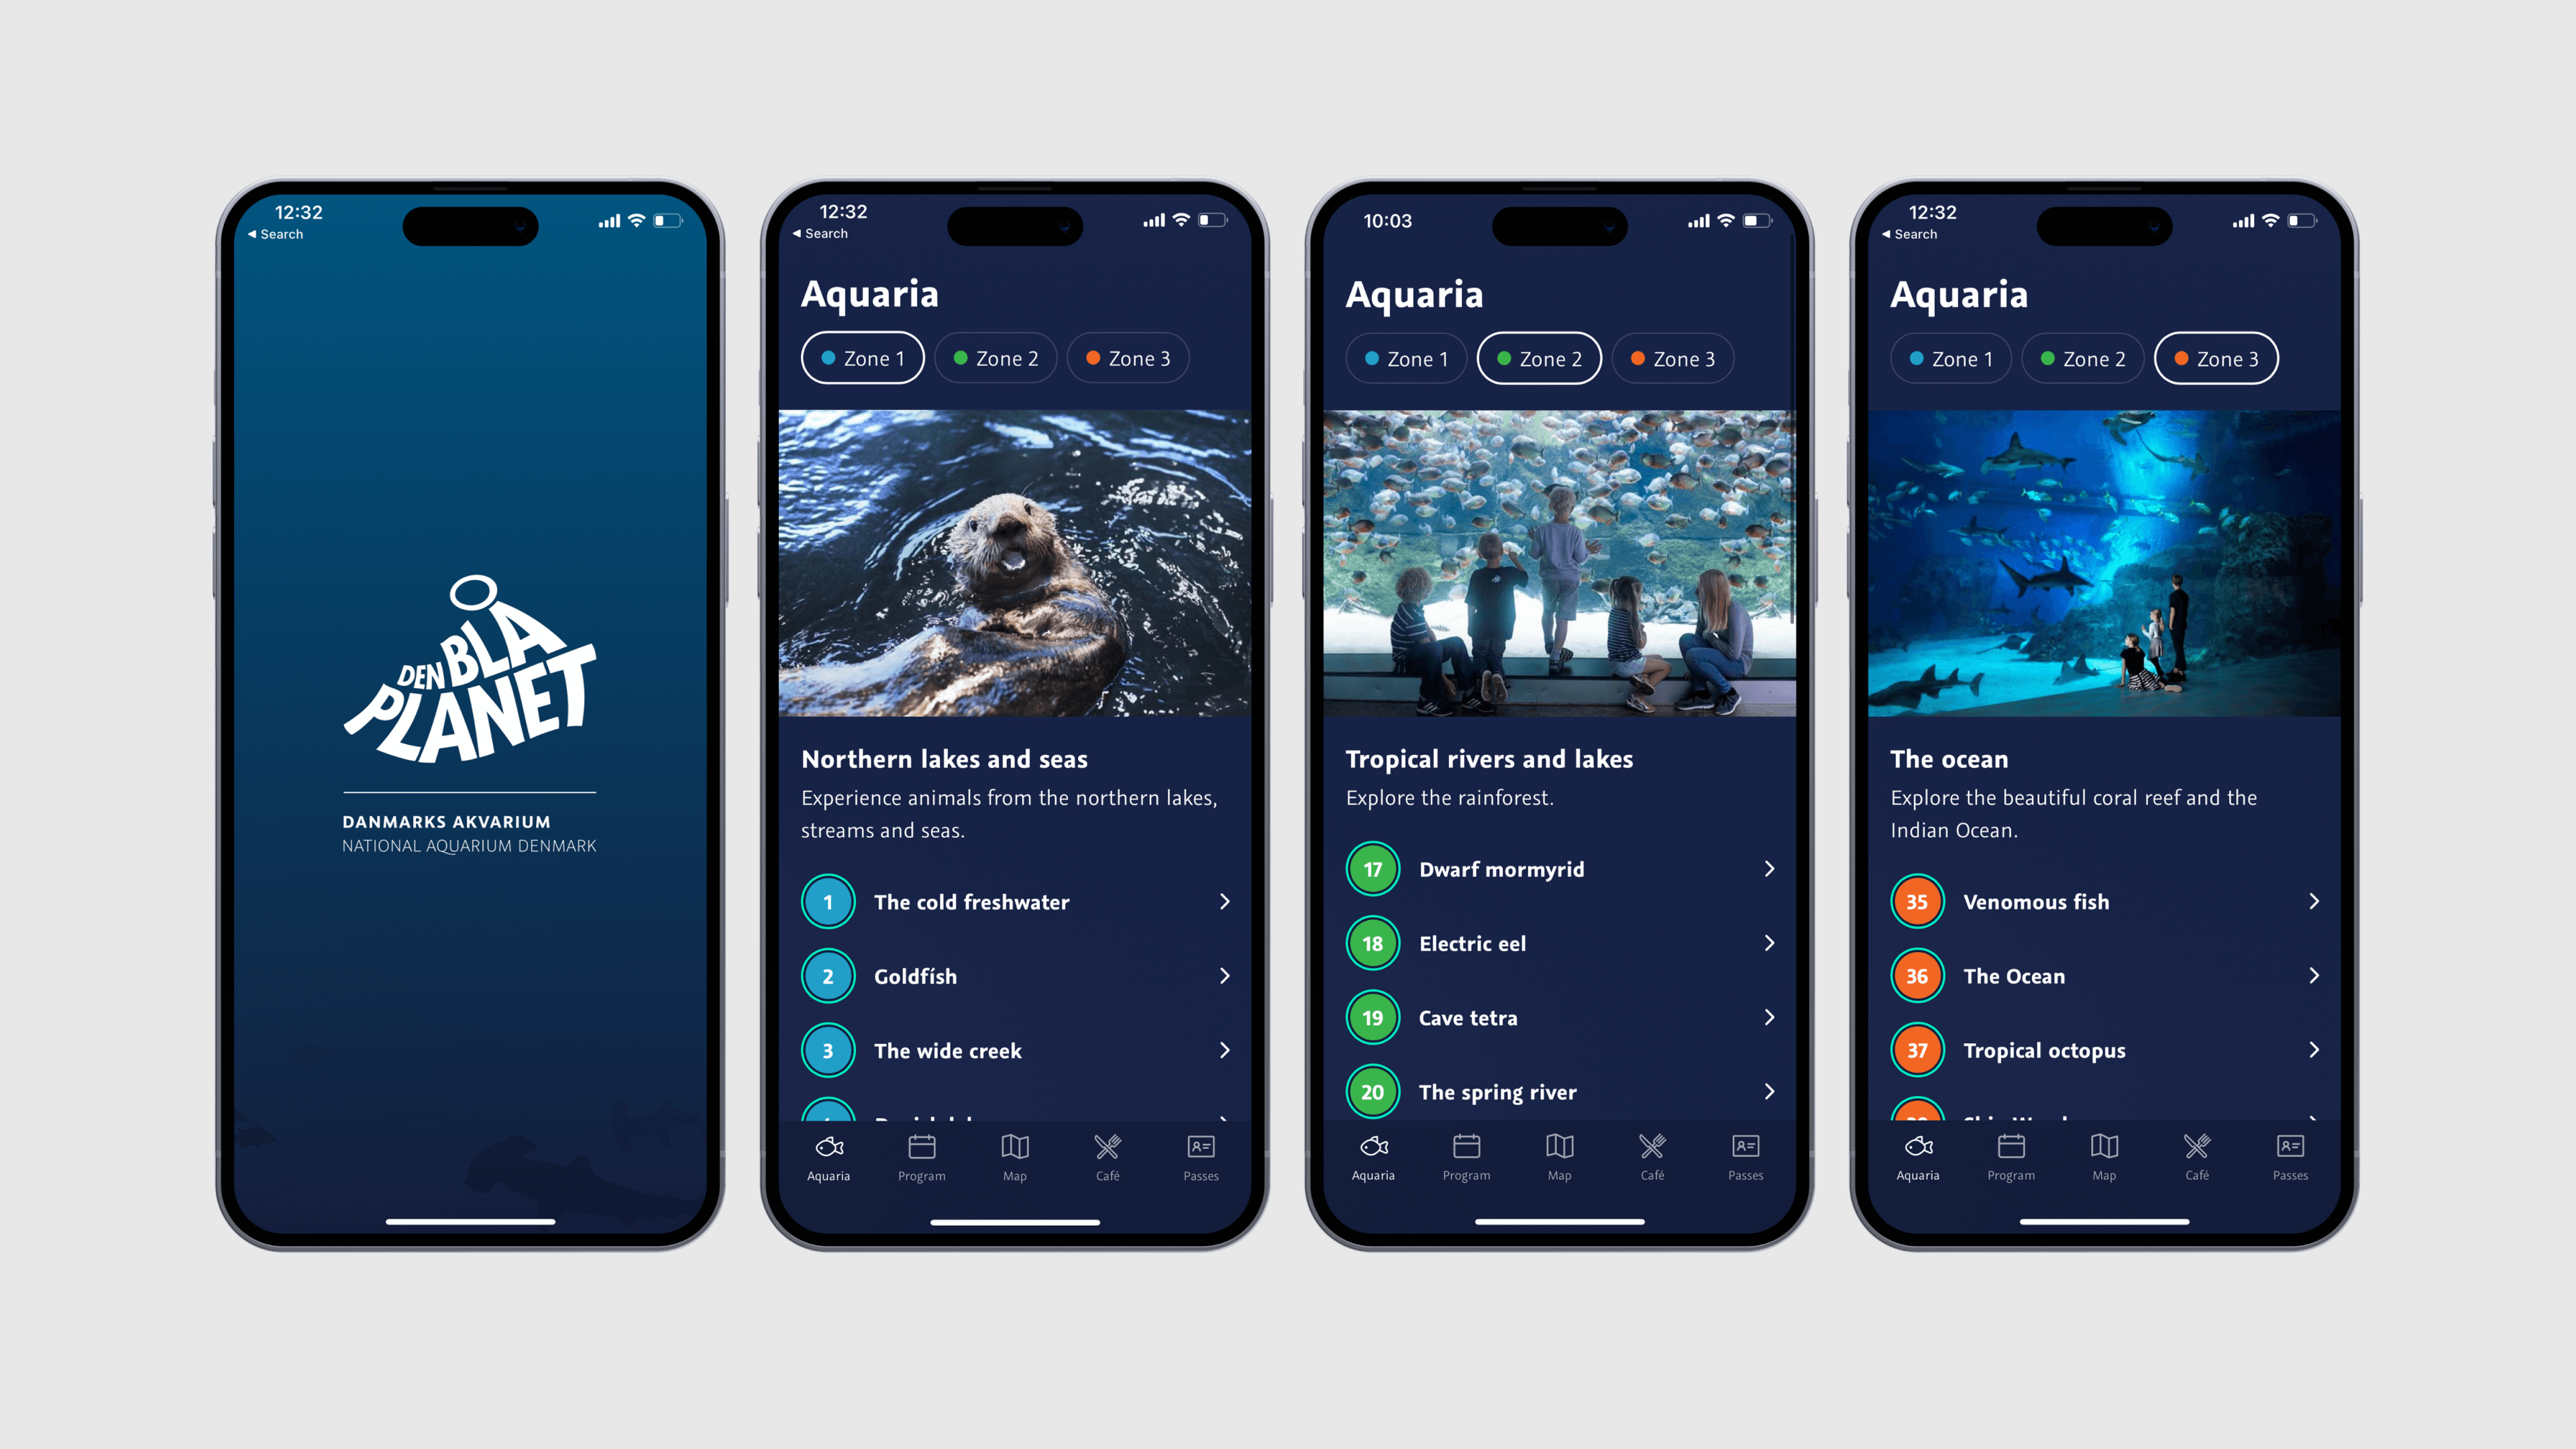 12:32
◀ Search
DEN BLÅ
PLANET
DANMARKS AKVARIUM
NATIONAL AQUARIUM DENMARK
12:32
◀ Search
Aquaria
Zone 1
Zone 2
Zone 3
Northern lakes and seas
Experience animals from the northern lakes,
streams and seas.
1 The cold freshwater
2 Goldfish
3 The wide creek
Aquaria
Program
Map
Café
Passes
10:03
Aquaria
Zone 1
Zone 2
Zone 3
Tropical rivers and lakes
Explore the rainforest.
17 Dwarf mormyrid
18 Electric eel
19 Cave tetra
20 The spring river
Aquaria
Program
Map
Café
Passes
12:32
◀ Search
Aquaria
Zone 1
Zone 2
Zone 3
The ocean
Explore the beautiful coral reef and the
Indian Ocean.
35 Venomous fish
36 The Ocean
37 Tropical octopus
Aquaria
Program
Map
Café
Passes